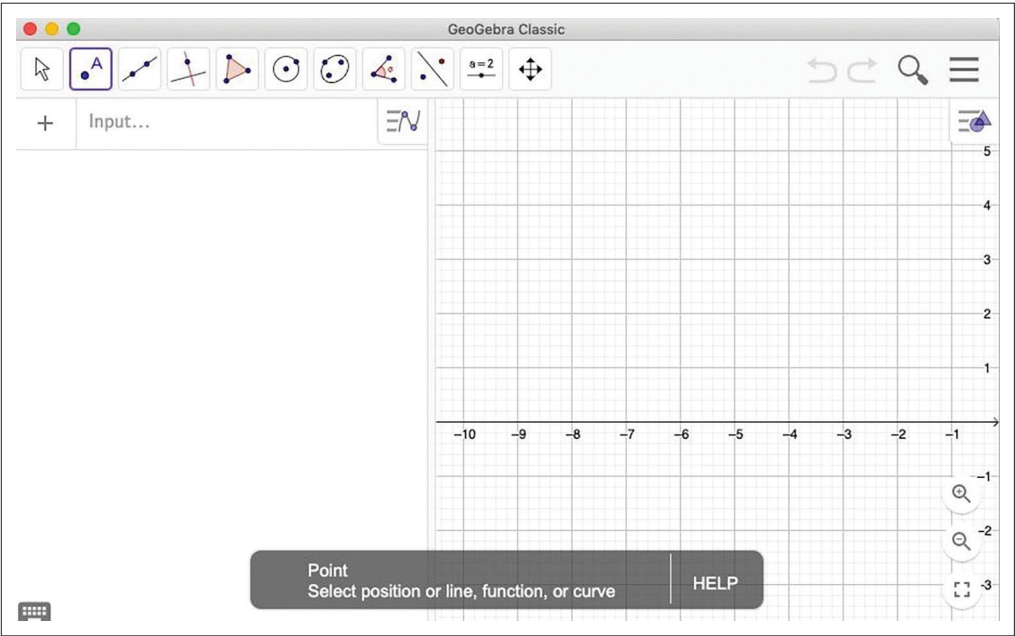 GeoGebra Classic
A
a=2
+ Input...
5
4
3
2
1
−10 −9 −8 −7 −6 −5 −4 −3 −2 −1
−1
−2
−3
Point
Select position or line, function, or curve
HELP